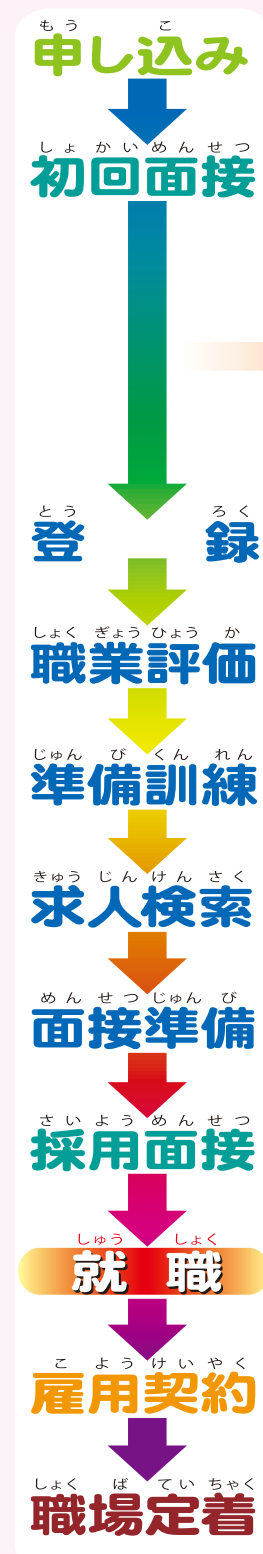 もう こ
申し込み
しょ かい めん せつ
初回面接
とう ろく
登 録
しょく ぎょう ひょう か
職業評価
じゅん び くん れん
準備訓練
きゅう じん けん さく
求人検索
めん せつ じゅん び
面接準備
さい よう めん せつ
採用面接
しゅう しょく
就 職
こ よう けい やく
雇用契約
しょく ば てい ちゃく
職場定着